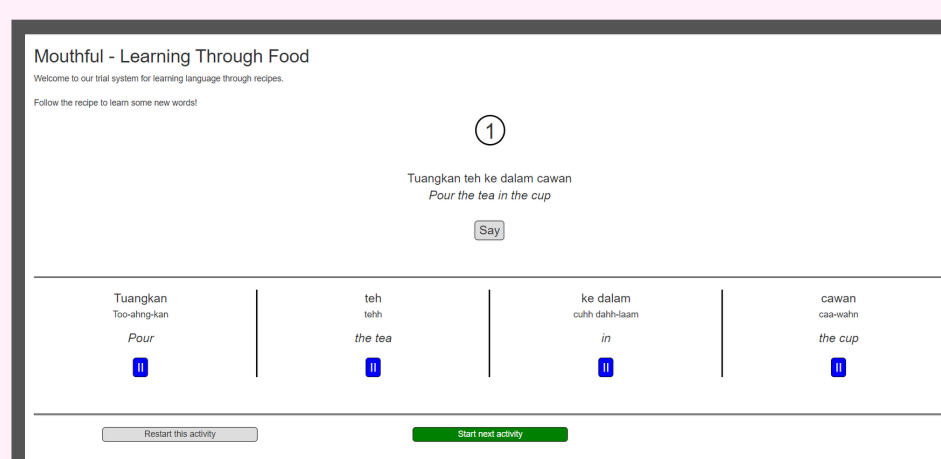 Mouthful - Learning Through Food
Welcome to our trial system for learning language through recipes.
Follow the recipe to learn some new words!
1
Tuangkan teh ke dalam cawan
Pour the tea in the cup
Say
Tuangkan
Too-ahng-kan
Pour
teh
tehh
the tea
ke dalam
cuhh dahh-laam
in
cawan
caa-wahn
the cup
Restart this activity
Start next activity